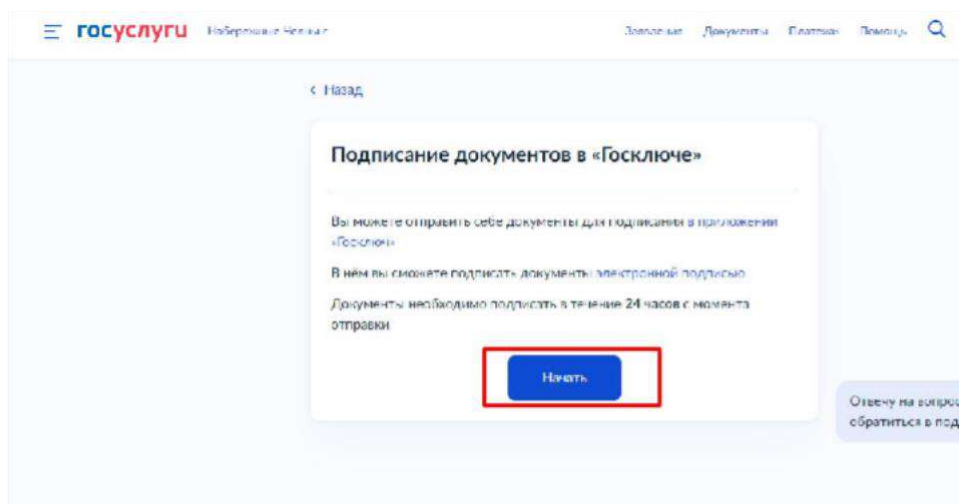 госуслуги Набережные Челны Заявления Документы Платежи Помощь
Назад
Подписание документов в «Госключе»
Вы можете отправить себе документы для подписания в приложении
«Госключ»
В нём вы сможете подписать документы электронной подписью
Документы необходимо подписать в течение 24 часов с момента
отправки
Начать
Отвечу на вопрос
обратиться в под